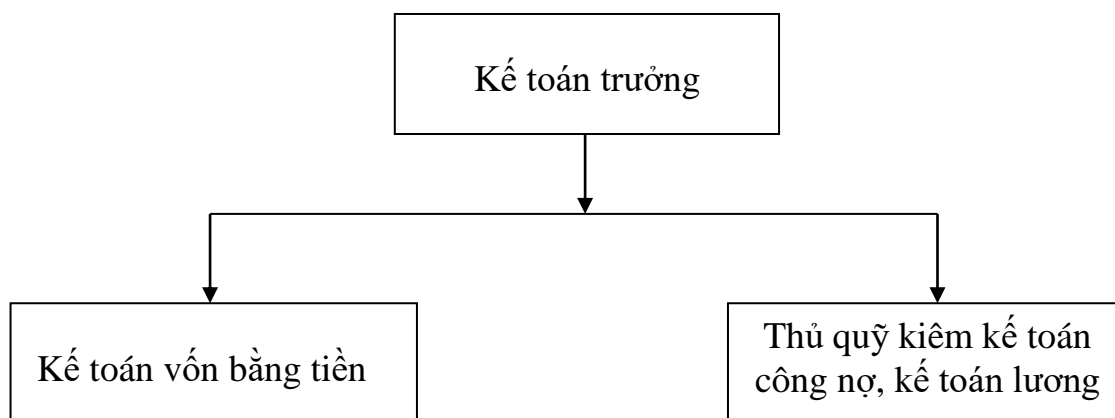 Kế toán trưởng
Kế toán vốn bằng tiền
Thủ quỹ kiêm kế toán
công nợ, kế toán lương